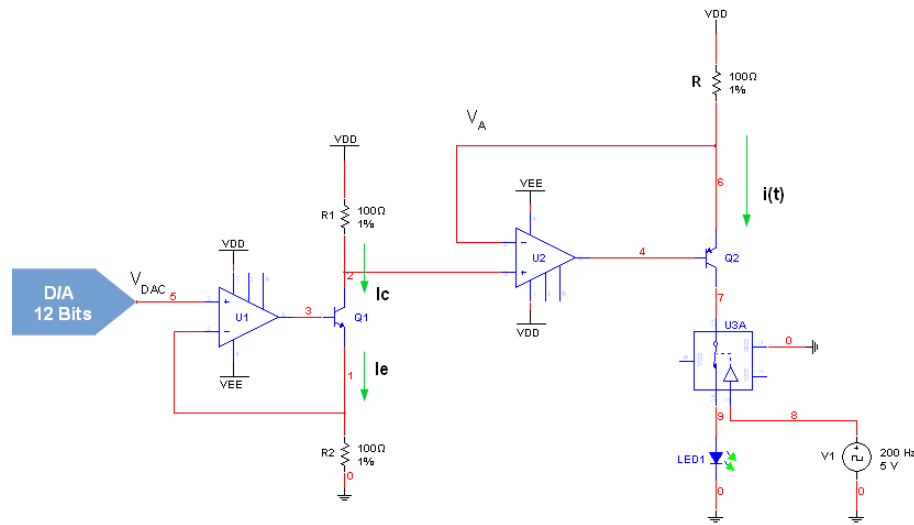 VDD
R
100Ω
1%
V
A
VDD
6
i(t)
R1
100Ω
1%
VEE
VDD
4
2
U2
Q2
D/A
12 Bits
V
DAC
5
Ic
U1
3
Q1
7
VDD
U3A
0
VEE
1
Ie
9
8
R2
100Ω
1%
0
LED1
V1
200 Hz
5 V
0
0